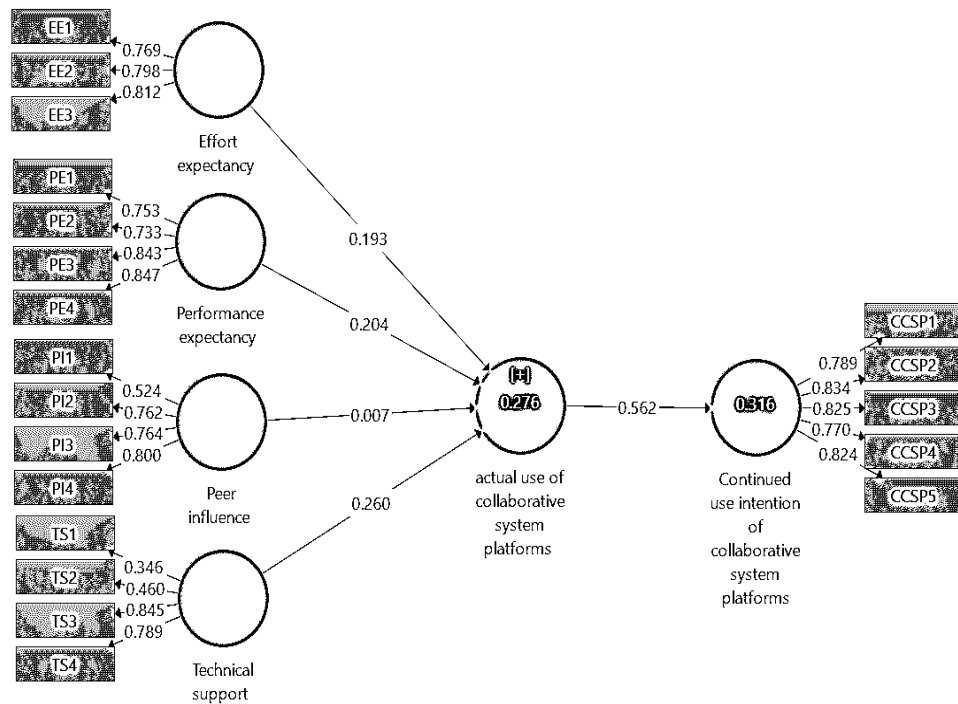 EE1
0.769
EE2
0.798
EE3
0.812
Effort
expectancy
0.193
PE1
0.753
PE2
0.733
PE3
0.843
PE4
0.847
Performance
expectancy
0.204
PI1
0.524
PI2
0.762
PI3
0.764
PI4
0.800
Peer
influence
0.007
TS1
0.346
TS2
0.460
TS3
0.845
TS4
0.789
Technical
support
0.260
[+]
0.276
actual use of
collaborative
system
platforms
0.562
0.316
Continued
use intention
of
collaborative
system
platforms
0.789
CCSP1
0.834
CCSP2
0.825
CCSP3
0.770
CCSP4
0.824
CCSP5